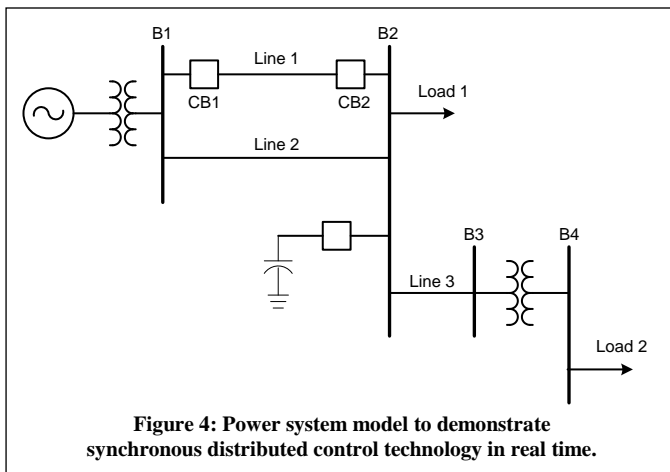 B1
B2
Line 1
CB1
CB2
Load 1
Line 2
B3
B4
Line 3
Load 2
Figure 4: Power system model to demonstrate
synchronous distributed control technology in real time.